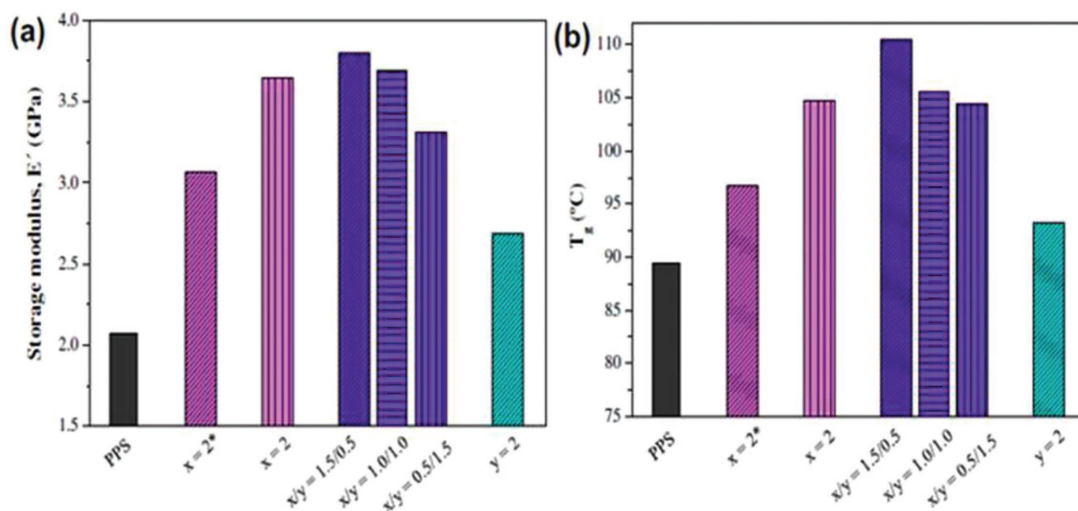 (a)
Storage modulus, E´ (GPa)
4.0
3.5
3.0
2.5
2.0
1.5
PPS
x = 2*
x = 2
x/y = 1.5/0.5
x/y = 1.0/1.0
x/y = 0.5/1.5
y = 2
(b)
Tg (°C)
110
105
100
95
90
85
80
75
PPS
x = 2*
x = 2
x/y = 1.5/0.5
x/y = 1.0/1.0
x/y = 0.5/1.5
y = 2